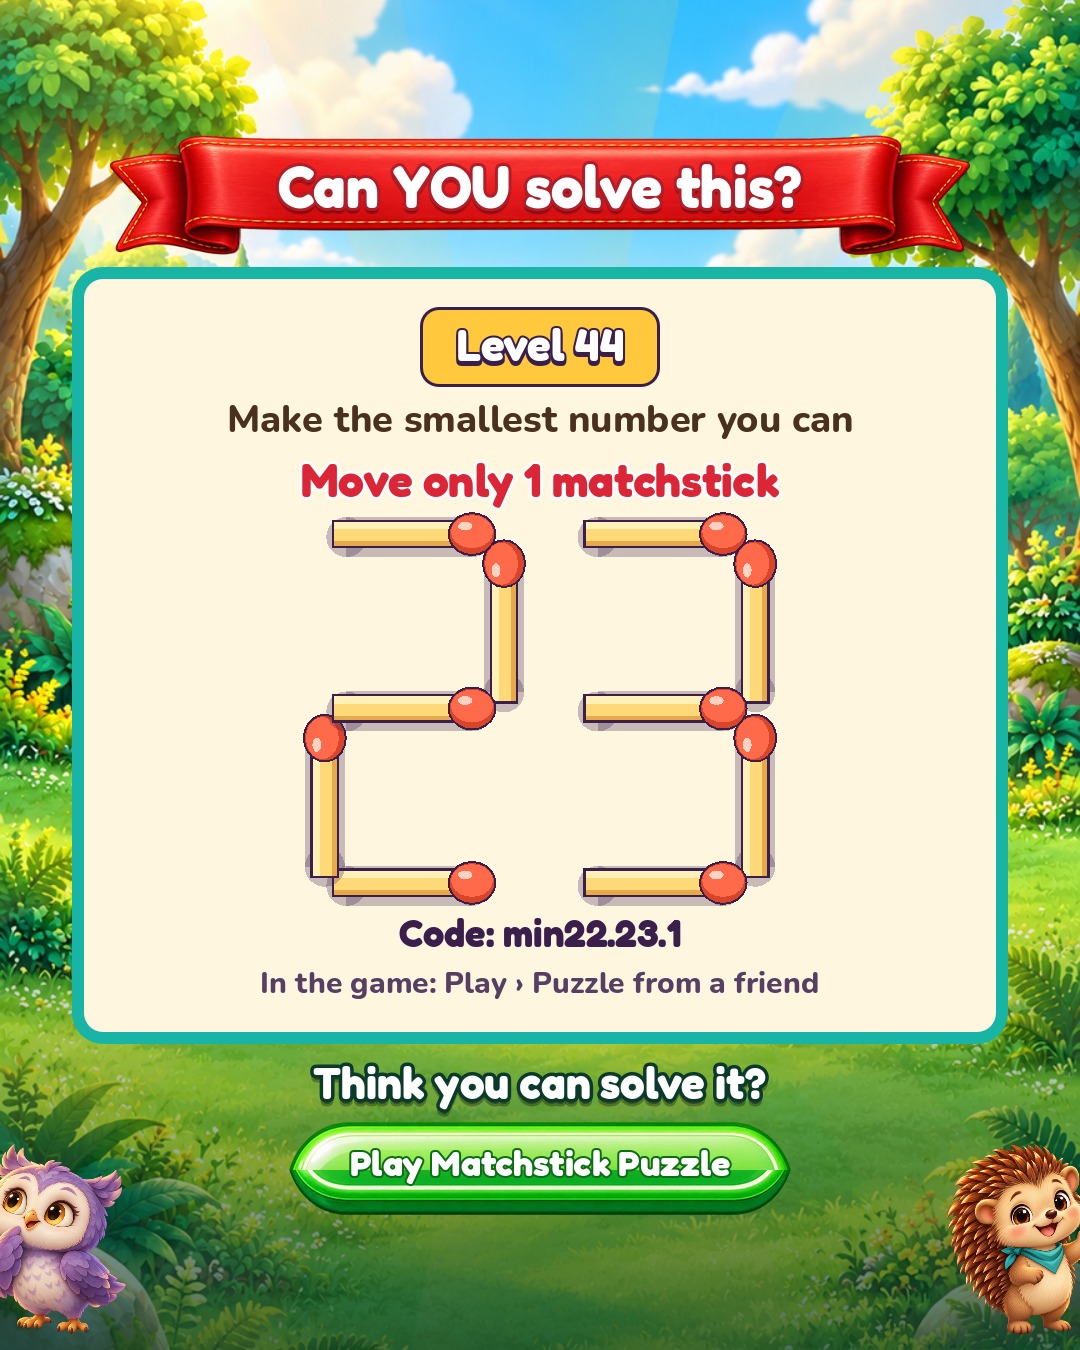 Can YOU solve this?
Level 44
Make the smallest number you can
Move only 1 matchstick
23
Code: min22.23.1
In the game: Play › Puzzle from a friend
Think you can solve it?
Play Matchstick Puzzle